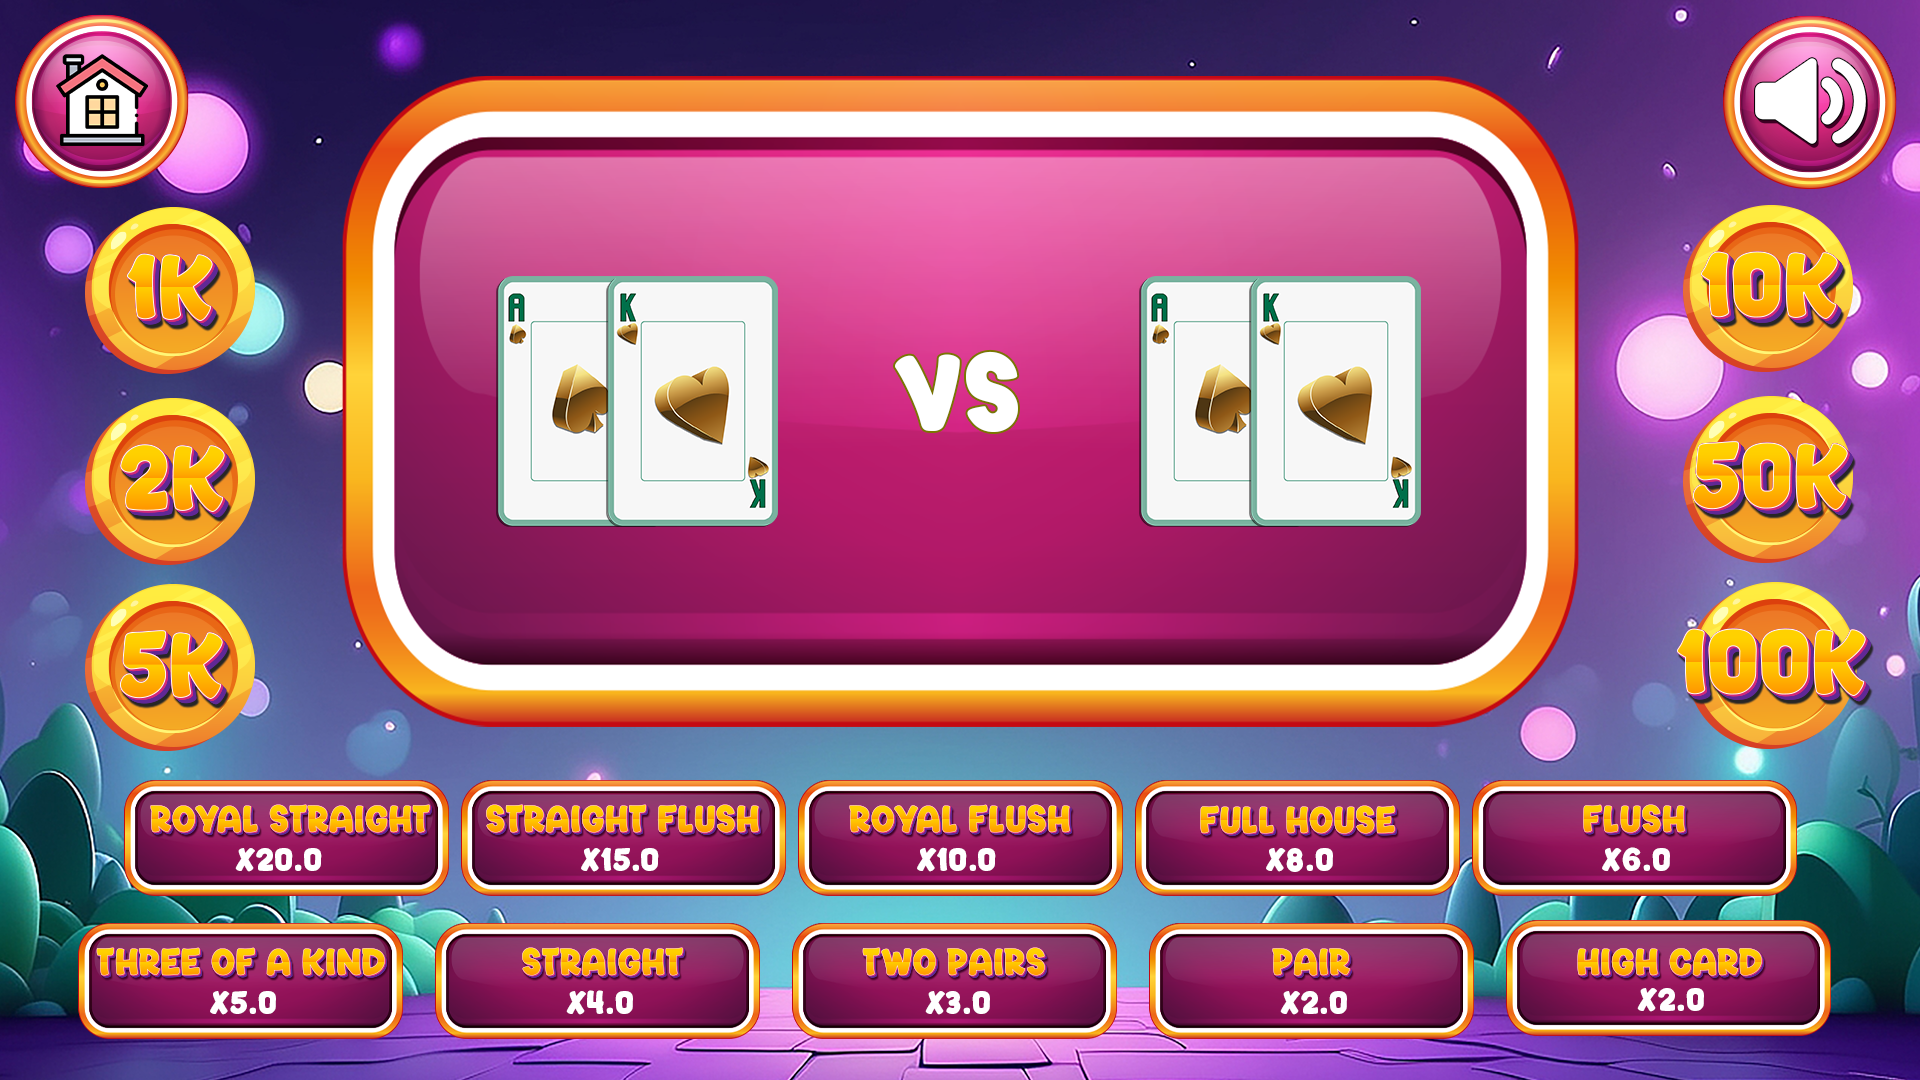 1K
10K
A
K
A
K
VS
K
K
2K
50K
5K
100K
ROYAL STRAIGHT
X20.0
STRAIGHT FLUSH
X15.0
ROYAL FLUSH
X10.0
FULL HOUSE
X8.0
FLUSH
X6.0
THREE OF A KIND
X5.0
STRAIGHT
X4.0
TWO PAIRS
X3.0
PAIR
X2.0
HIGH CARD
X2.0